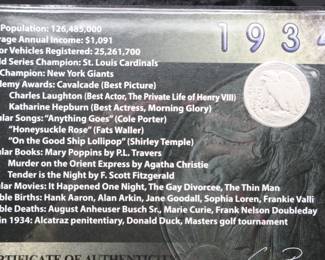 193
Population: 126,485,000
rage Annual Income: $1,091
or Vehicles Registered: 25,261,700
ld Series Champion: St. Louis Cardinals
Champion: New York Giants
demy Awards: Cavalcade (Best Picture)
Charles Laughton (Best Actor, The Private Life of Henry VIII)
Katharine Hepburn (Best Actress, Morning Glory)
ular Songs: "Anything Goes" (Cole Porter)
"Honeysuckle Rose" (Fats Waller)
"On the Good Ship Lollipop" (Shirley Temple)
ular Books: Mary Poppins by P.L. Travers
Murder on the Orient Express by Agatha Christie
Tender is the Night by F. Scott Fitzgerald
ular Movies: It Happened One Night, The Gay Divorcee, The Thin Man
ble Births: Hank Aaron, Alan Arkin, Jane Goodall, Sophia Loren, Frankie Valli
ble Deaths: August Anheuser Busch Sr., Marie Curie, Frank Nelson Doubleday
in 1934: Alcatraz penitentiary, Donald Duck, Masters golf tournament
RTIFICATE OF AUTHENTICI